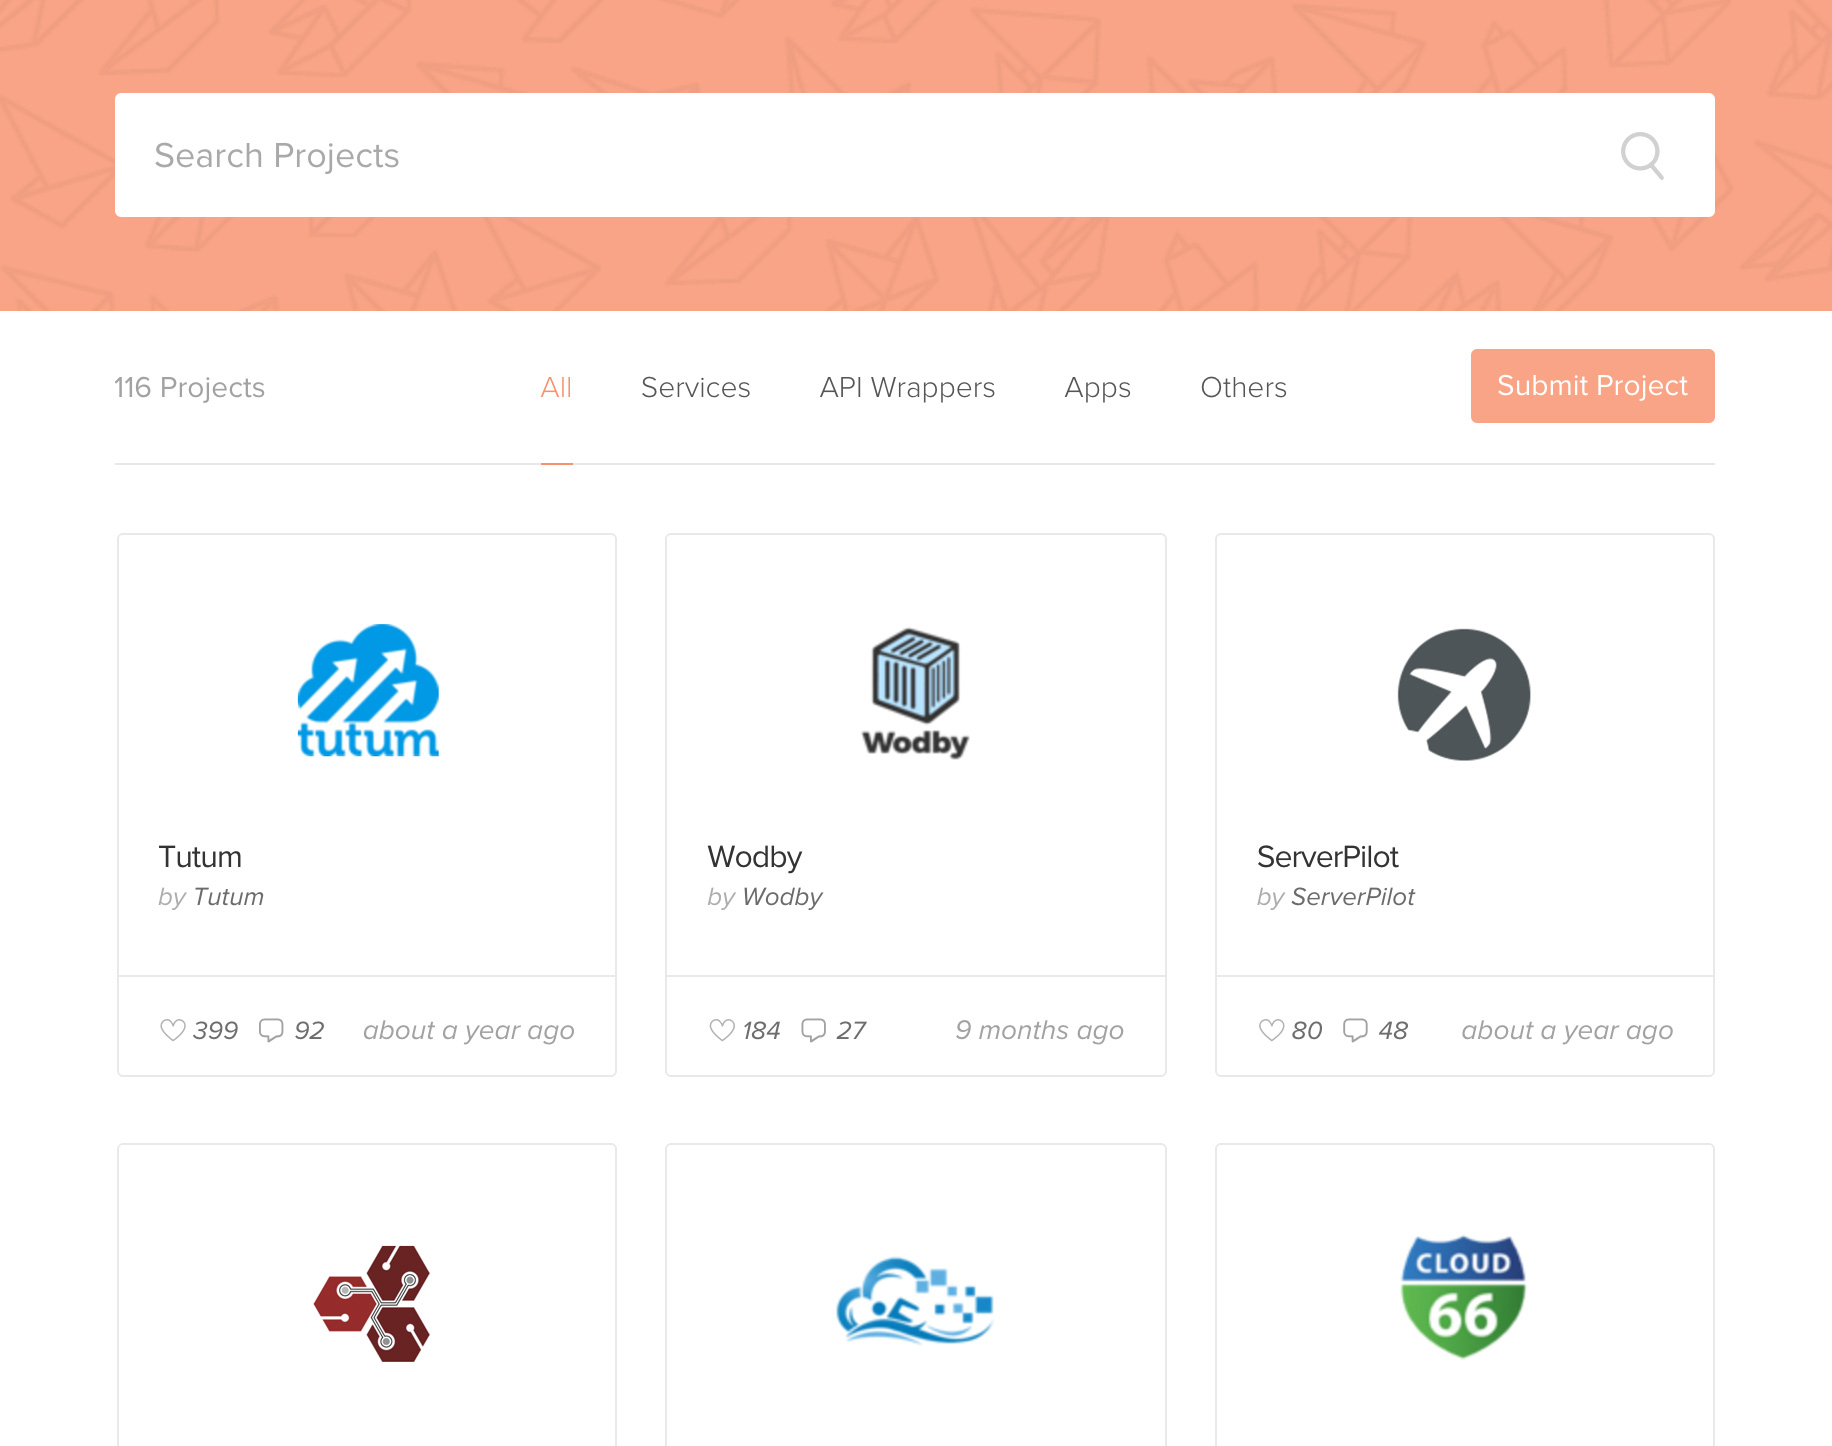 Search Projects
116 Projects
All
Services
API Wrappers
Apps
Others
Submit Project
tutum
Wodby
Tutum
by Tutum
Wodby
by Wodby
ServerPilot
by ServerPilot
399 92 about a year ago
184 27 9 months ago
80 48 about a year ago
CLOUD
66